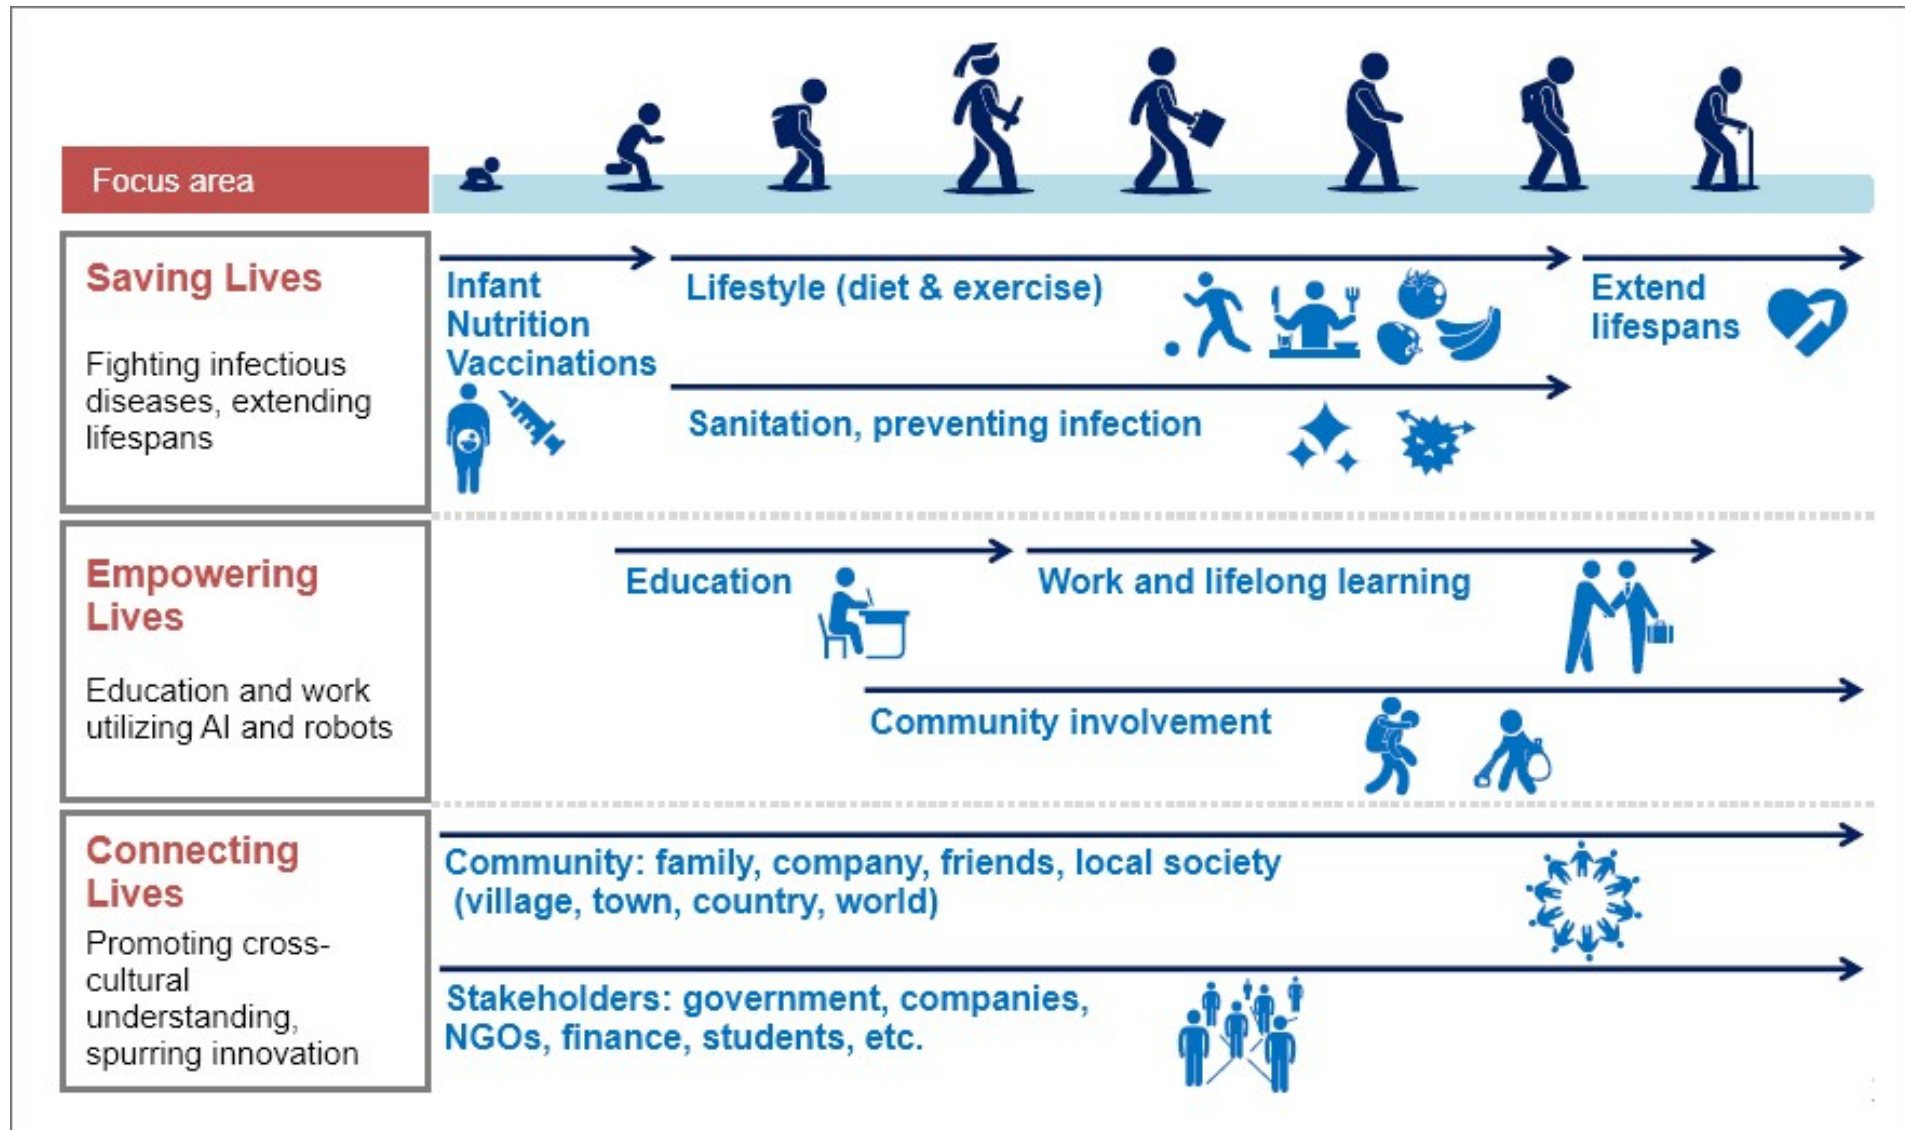 Focus area
Saving Lives
Fighting infectious
diseases, extending
lifespans
Infant
Nutrition
Vaccinations
Lifestyle (diet & exercise)
Extend
lifespans
Sanitation, preventing infection
Empowering
Lives
Education and work
utilizing AI and robots
Education
Work and lifelong learning
Community involvement
Connecting
Lives
Promoting cross-
cultural
understanding,
spurring innovation
Community: family, company, friends, local society
(village, town, country, world)
Stakeholders: government, companies,
NGOs, finance, students, etc.